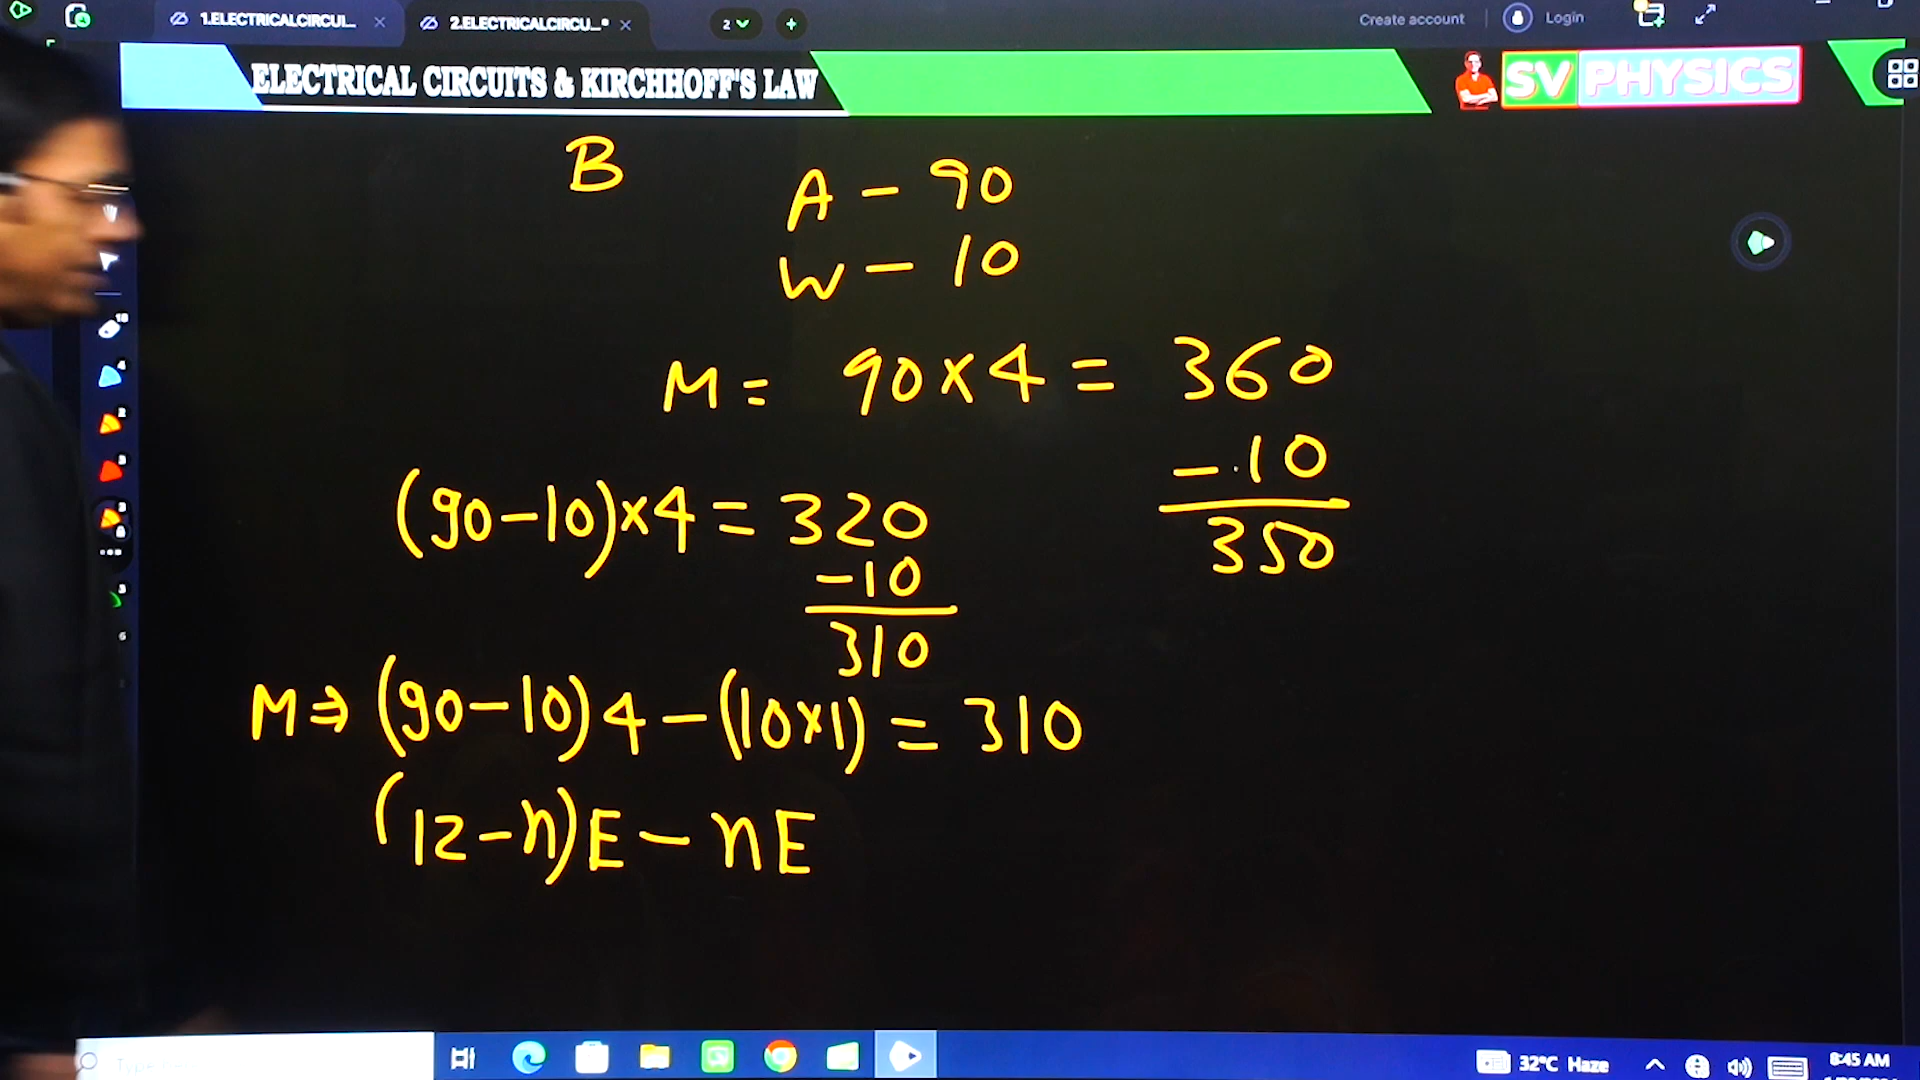 1.ELECTRICALCIRCUI...
2.ELECTRICALCIRCU...*
2
Create account
Login
ELECTRICAL CIRCUITS & KIRCHHOFF'S LAW
SV PHYSICS
B
A - 90
W - 10
M = 90 × 4 = 360
- 10
350
(90-10) × 4 = 320
-10
310
M ⇒ (90-10) 4 - (10×1) = 310
(12-n)E - nE
32°C Haze
8:45 AM